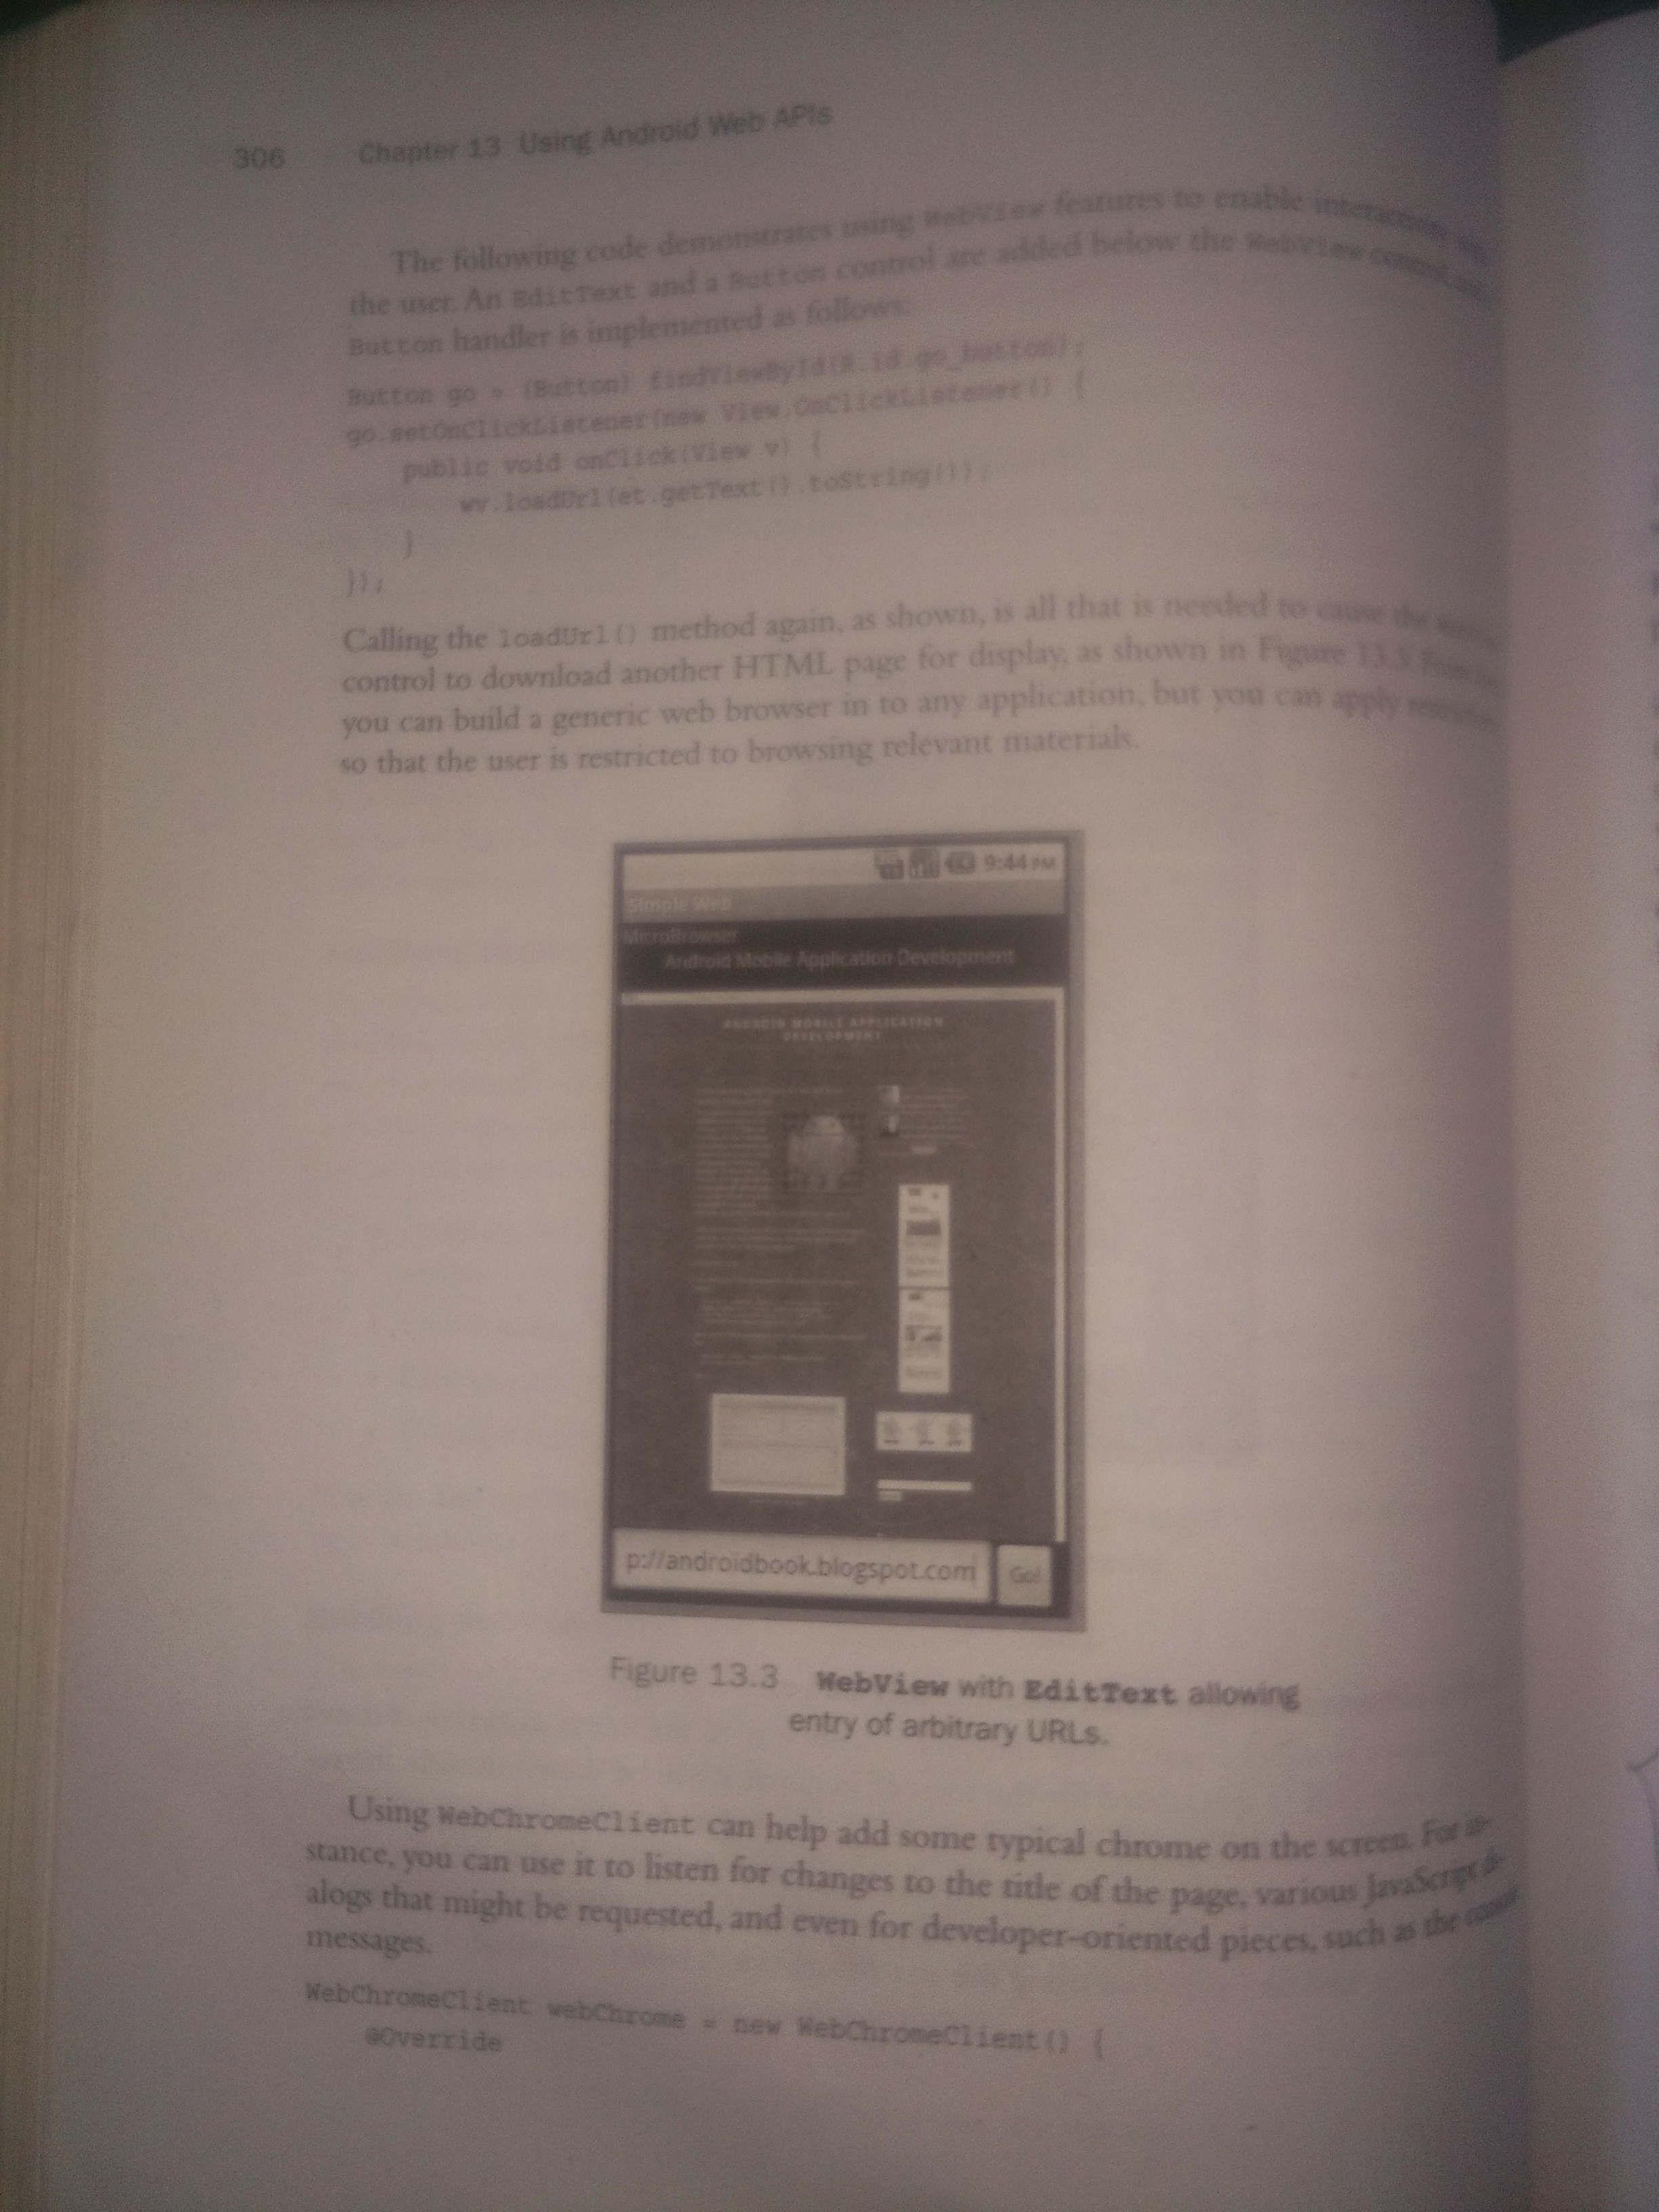 306 Chapter 13 Using Android Web APIs
The following code demonstrates using WebView features to enable interaction with
the user. An EditText and a Button control are added below the WebView control, and
Button handler is implemented as follows:
Button go = (Button) findViewById(R.id.go_button);
go.setOnClickListener(new View.OnClickListener() {
public void onClick(View v) {
wv.loadUrl(et.getText().toString());
}
});
Calling the loadUrl() method again, as shown, is all that is needed to cause the
control to download another HTML page for display, as shown in Figure 13.3. From
you can build a generic web browser in to any application, but you can apply
so that the user is restricted to browsing relevant materials.
9:44 PM
Simple Web
MicroBrowser
Android Mobile Application Development
ANDROID MOBILE APPLICATION
DEVELOPMENT
p://androidbook.blogspot.com
Go!
Figure 13.3 WebView with EditText allowing
entry of arbitrary URLs.
Using WebChromeClient can help add some typical chrome on the screen. For in-
stance, you can use it to listen for changes to the title of the page, various JavaScript di-
alogs that might be requested, and even for developer-oriented pieces, such as the console
messages.
WebChromeClient webChrome = new WebChromeClient() {
@Override